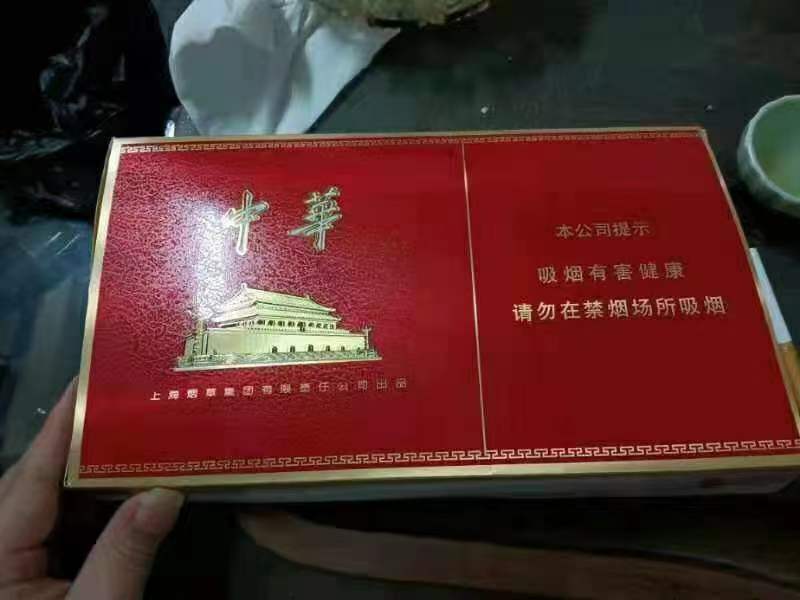 中華
上海烟草集团有限责任公司出品
本公司提示
吸烟有害健康
请勿在禁烟场所吸烟